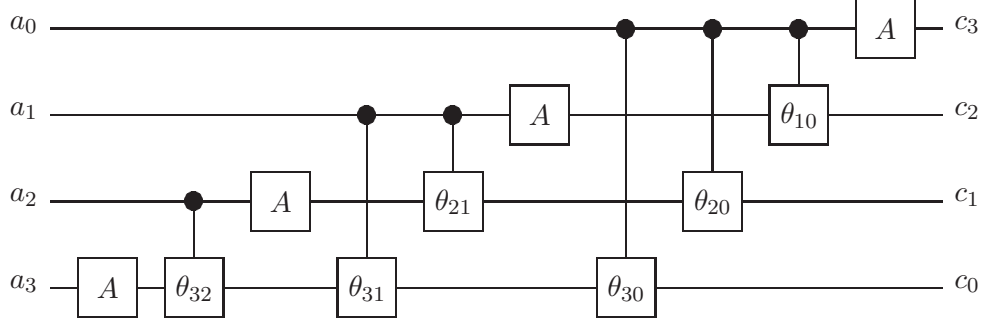 a₀ A c₃
a₁ A θ₁₀ c₂
a₂ A θ₂₁ θ₂₀ c₁
a₃ A θ₃₂ θ₃₁ θ₃₀ c₀